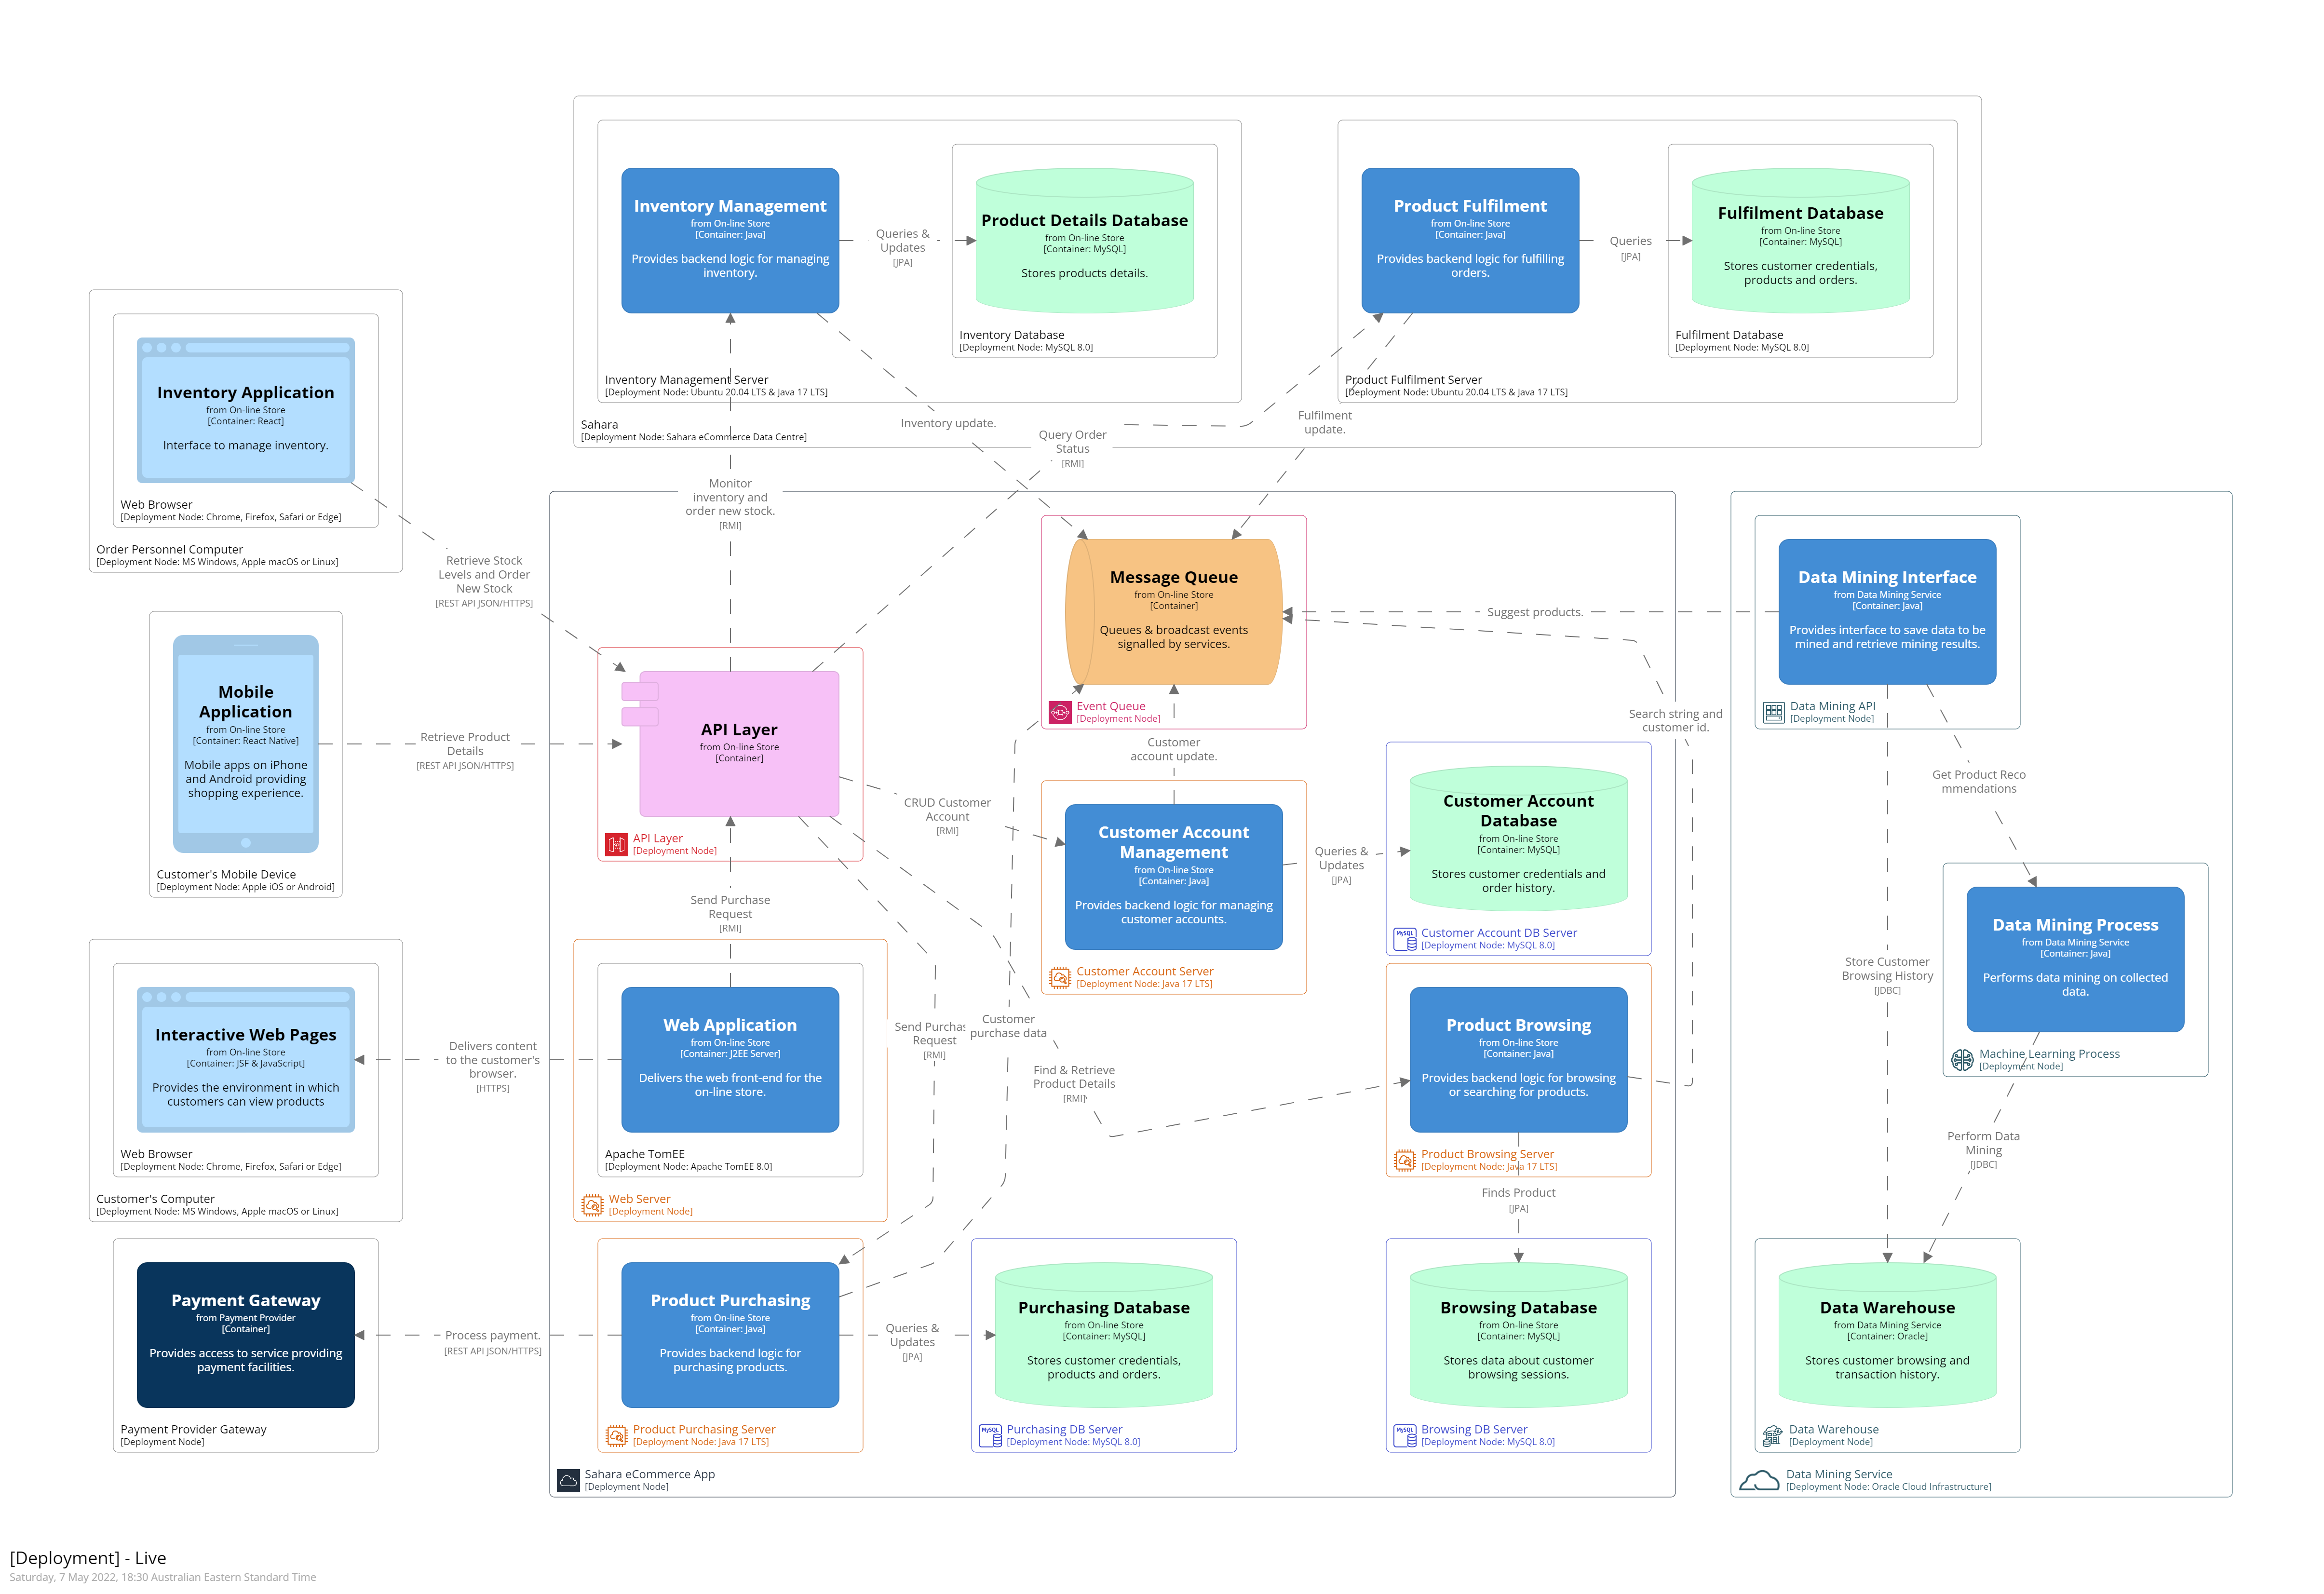 Inventory Management
from On-line Store
[Container: Java]
Provides backend logic for managing
inventory.
Queries &
Updates
[JPA]
Product Details Database
from On-line Store
[Container: MySQL]
Stores products details.
Inventory Database
[Deployment Node: MySQL 8.0]
Inventory Management Server
[Deployment Node: Ubuntu 20.04 LTS & Java 17 LTS]
Product Fulfilment
from On-line Store
[Container: Java]
Provides backend logic for fulfilling
orders.
Queries
[JPA]
Fulfilment Database
from On-line Store
[Container: MySQL]
Stores customer credentials,
products and orders.
Fulfilment Database
[Deployment Node: MySQL 8.0]
Product Fulfilment Server
[Deployment Node: Ubuntu 20.04 LTS & Java 17 LTS]
Sahara
[Deployment Node: Sahara eCommerce Data Centre]
Inventory update.
Query Order
Status
[RMI]
Fulfilment
update.
Monitor
inventory and
order new stock.
[RMI]
Inventory Application
from On-line Store
[Container: React]
Interface to manage inventory.
Web Browser
[Deployment Node: Chrome, Firefox, Safari or Edge]
Order Personnel Computer
[Deployment Node: MS Windows, Apple macOS or Linux]
Retrieve Stock
Levels and Order
New Stock
[REST API JSON/HTTPS]
Mobile
Application
from On-line Store
[Container: React Native]
Mobile apps on iPhone
and Android providing
shopping experience.
Customer's Mobile Device
[Deployment Node: Apple iOS or Android]
Retrieve Product
Details
[REST API JSON/HTTPS]
API Layer
from On-line Store
[Container]
API Layer
[Deployment Node]
Message Queue
from On-line Store
[Container]
Queues & broadcast events
signalled by services.
Event Queue
[Deployment Node]
Suggest products.
Search string and
customer id.
Customer
account update.
CRUD Customer
Account
[RMI]
Customer Account
Management
from On-line Store
[Container: Java]
Provides backend logic for managing
customer accounts.
Customer Account Server
[Deployment Node: Java 17 LTS]
Queries &
Updates
[JPA]
Customer Account
Database
from On-line Store
[Container: MySQL]
Stores customer credentials and
order history.
Customer Account DB Server
[Deployment Node: MySQL 8.0]
Data Mining Interface
from Data Mining Service
[Container: Java]
Provides interface to save data to be
mined and retrieve mining results.
Data Mining API
[Deployment Node]
Get Product Reco
mmendations
Data Mining Process
from Data Mining Service
[Container: Java]
Performs data mining on collected
data.
Machine Learning Process
[Deployment Node]
Store Customer
Browsing History
[JDBC]
Perform Data
Mining
[JDBC]
Send Purchase
Request
[RMI]
Interactive Web Pages
from On-line Store
[Container: JSF & JavaScript]
Provides the environment in which
customers can view products
Web Browser
[Deployment Node: Chrome, Firefox, Safari or Edge]
Customer's Computer
[Deployment Node: MS Windows, Apple macOS or Linux]
Delivers content
to the customer's
browser.
[HTTPS]
Web Application
from On-line Store
[Container: J2EE Server]
Delivers the web front-end for the
on-line store.
Apache TomEE
[Deployment Node: Apache TomEE 8.0]
Web Server
[Deployment Node]
Send Purchas
Request
[RMI]
Customer
purchase data
Find & Retrieve
Product Details
[RMI]
Product Browsing
from On-line Store
[Container: Java]
Provides backend logic for browsing
or searching for products.
Product Browsing Server
[Deployment Node: Java 17 LTS]
Finds Product
[JPA]
Payment Gateway
from Payment Provider
[Container]
Provides access to service providing
payment facilities.
Payment Provider Gateway
[Deployment Node]
Process payment.
[REST API JSON/HTTPS]
Product Purchasing
from On-line Store
[Container: Java]
Provides backend logic for
purchasing products.
Product Purchasing Server
[Deployment Node: Java 17 LTS]
Queries &
Updates
[JPA]
Purchasing Database
from On-line Store
[Container: MySQL]
Stores customer credentials,
products and orders.
Purchasing DB Server
[Deployment Node: MySQL 8.0]
Browsing Database
from On-line Store
[Container: MySQL]
Stores data about customer
browsing sessions.
Browsing DB Server
[Deployment Node: MySQL 8.0]
Data Warehouse
from Data Mining Service
[Container: Oracle]
Stores customer browsing and
transaction history.
Data Warehouse
[Deployment Node]
Sahara eCommerce App
[Deployment Node]
Data Mining Service
[Deployment Node: Oracle Cloud Infrastructure]
MySQL
MySQL
MySQL
[Deployment] - Live
Saturday, 7 May 2022, 18:30 Australian Eastern Standard Time